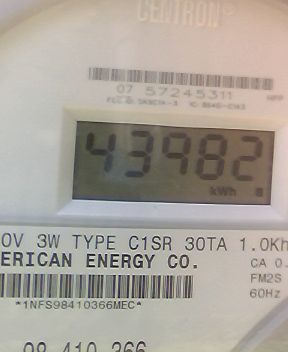 CENTRON®
07 57245311
43982
kWh
0V 3W TYPE C1SR 30TA 1.0Kh
ERICAN ENERGY CO.
CA 0.
FM2S
60Hz
*1NFS98410366MEC*
98 410 366